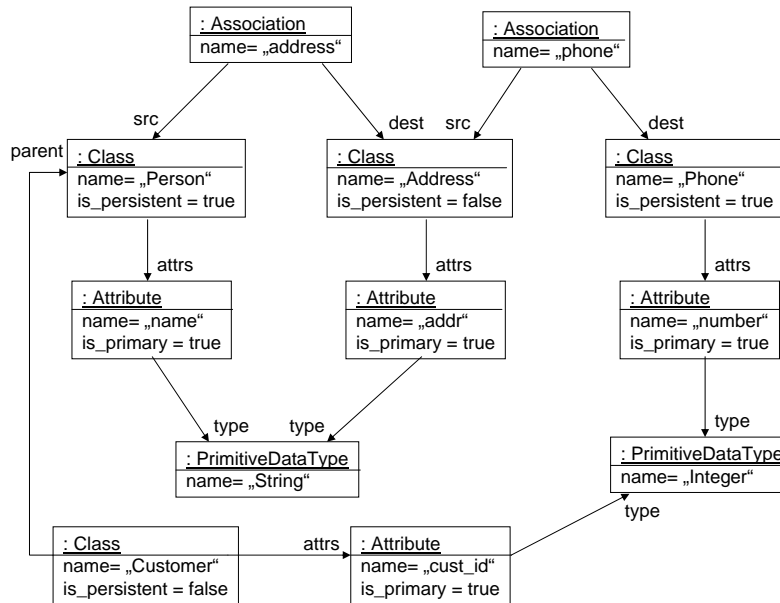 : Association
name= „address“
: Association
name= „phone“
src
dest
src
dest
parent
: Class
name= „Person“
is_persistent = true
: Class
name= „Address“
is_persistent = false
: Class
name= „Phone“
is_persistent = true
attrs
attrs
attrs
: Attribute
name= „name“
is_primary = true
: Attribute
name= „addr“
is_primary = true
: Attribute
name= „number“
is_primary = true
type
type
type
: PrimitiveDataType
name= „String“
: PrimitiveDataType
name= „Integer“
type
: Class
name= „Customer“
is_persistent = false
attrs
: Attribute
name= „cust_id“
is_primary = true